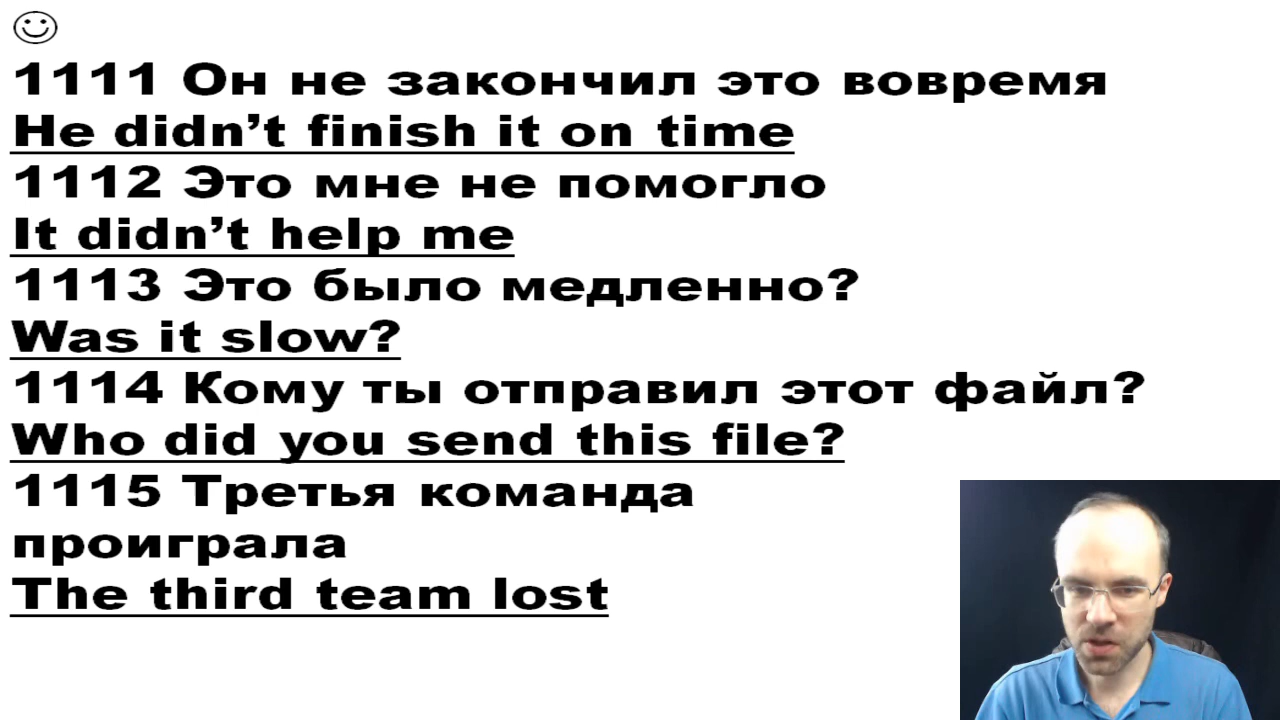 1111 Он не закончил это вовремя
He didn’t finish it on time
1112 Это мне не помогло
It didn’t help me
1113 Это было медленно?
Was it slow?
1114 Кому ты отправил этот файл?
Who did you send this file?
1115 Третья команда
проиграла
The third team lost